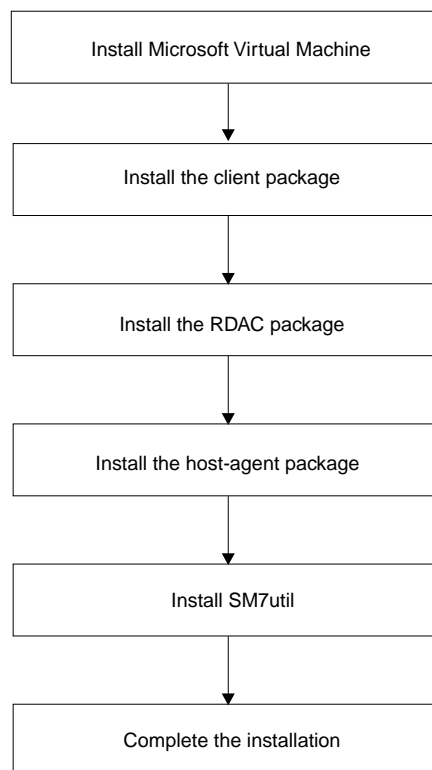 Install Microsoft Virtual Machine
Install the client package
Install the RDAC package
Install the host-agent package
Install SM7util
Complete the installation